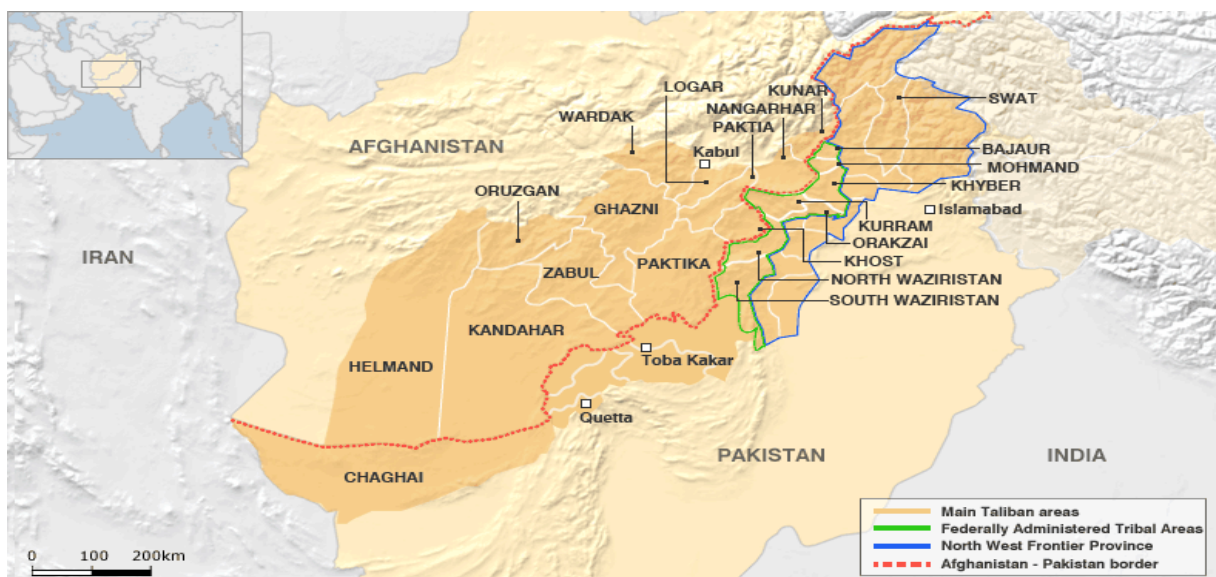 LOGAR
KUNAR
NANGARHAR
SWAT
WARDAK
PAKTIA
AFGHANISTAN
Kabul
BAJAUR
MOHMAND
KHYBER
ORUZGAN
GHAZNI
Islamabad
KURRAM
ORAKZAI
IRAN
ZABUL
PAKTIKA
KHOST
NORTH WAZIRISTAN
SOUTH WAZIRISTAN
KANDAHAR
HELMAND
Toba Kakar
Quetta
PAKISTAN
INDIA
CHAGHAI
Main Taliban areas
Federally Administered Tribal Areas
North West Frontier Province
Afghanistan - Pakistan border
0 100 200km